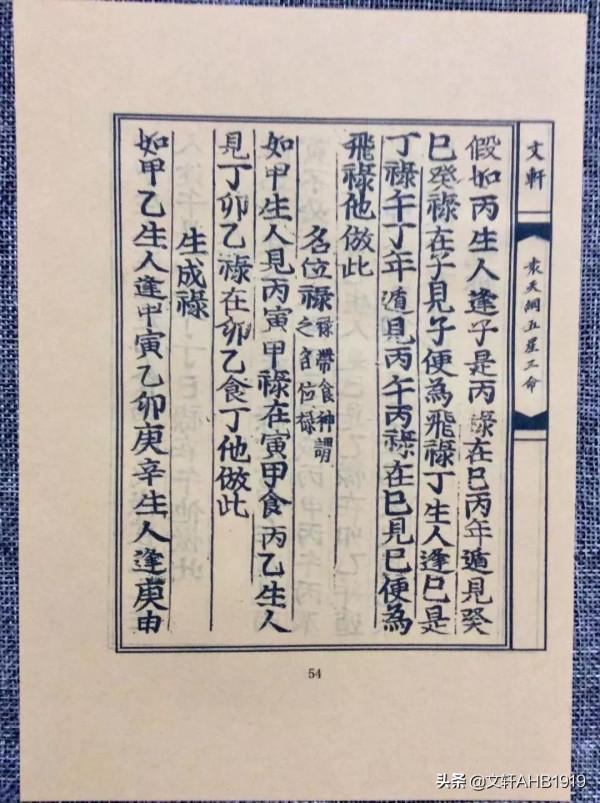 文軒
袁天綱五星三命
假如丙生人逢子是丙祿在巳丙年遁見癸
巳癸祿在子見子便為飛祿丁生人逢巳是
丁祿午丁年遁見丙午丙祿在巳見巳便為
飛祿他倣此
名位祿 祿帶食神謂
之名位祿
如甲生人見丙寅甲祿在寅甲食丙乙生人
見丁卯乙祿在卯乙食丁他倣此
生成祿
如甲乙生人逢甲寅乙卯庚辛生人逢庚申
54
头条 @文轩AHB1919